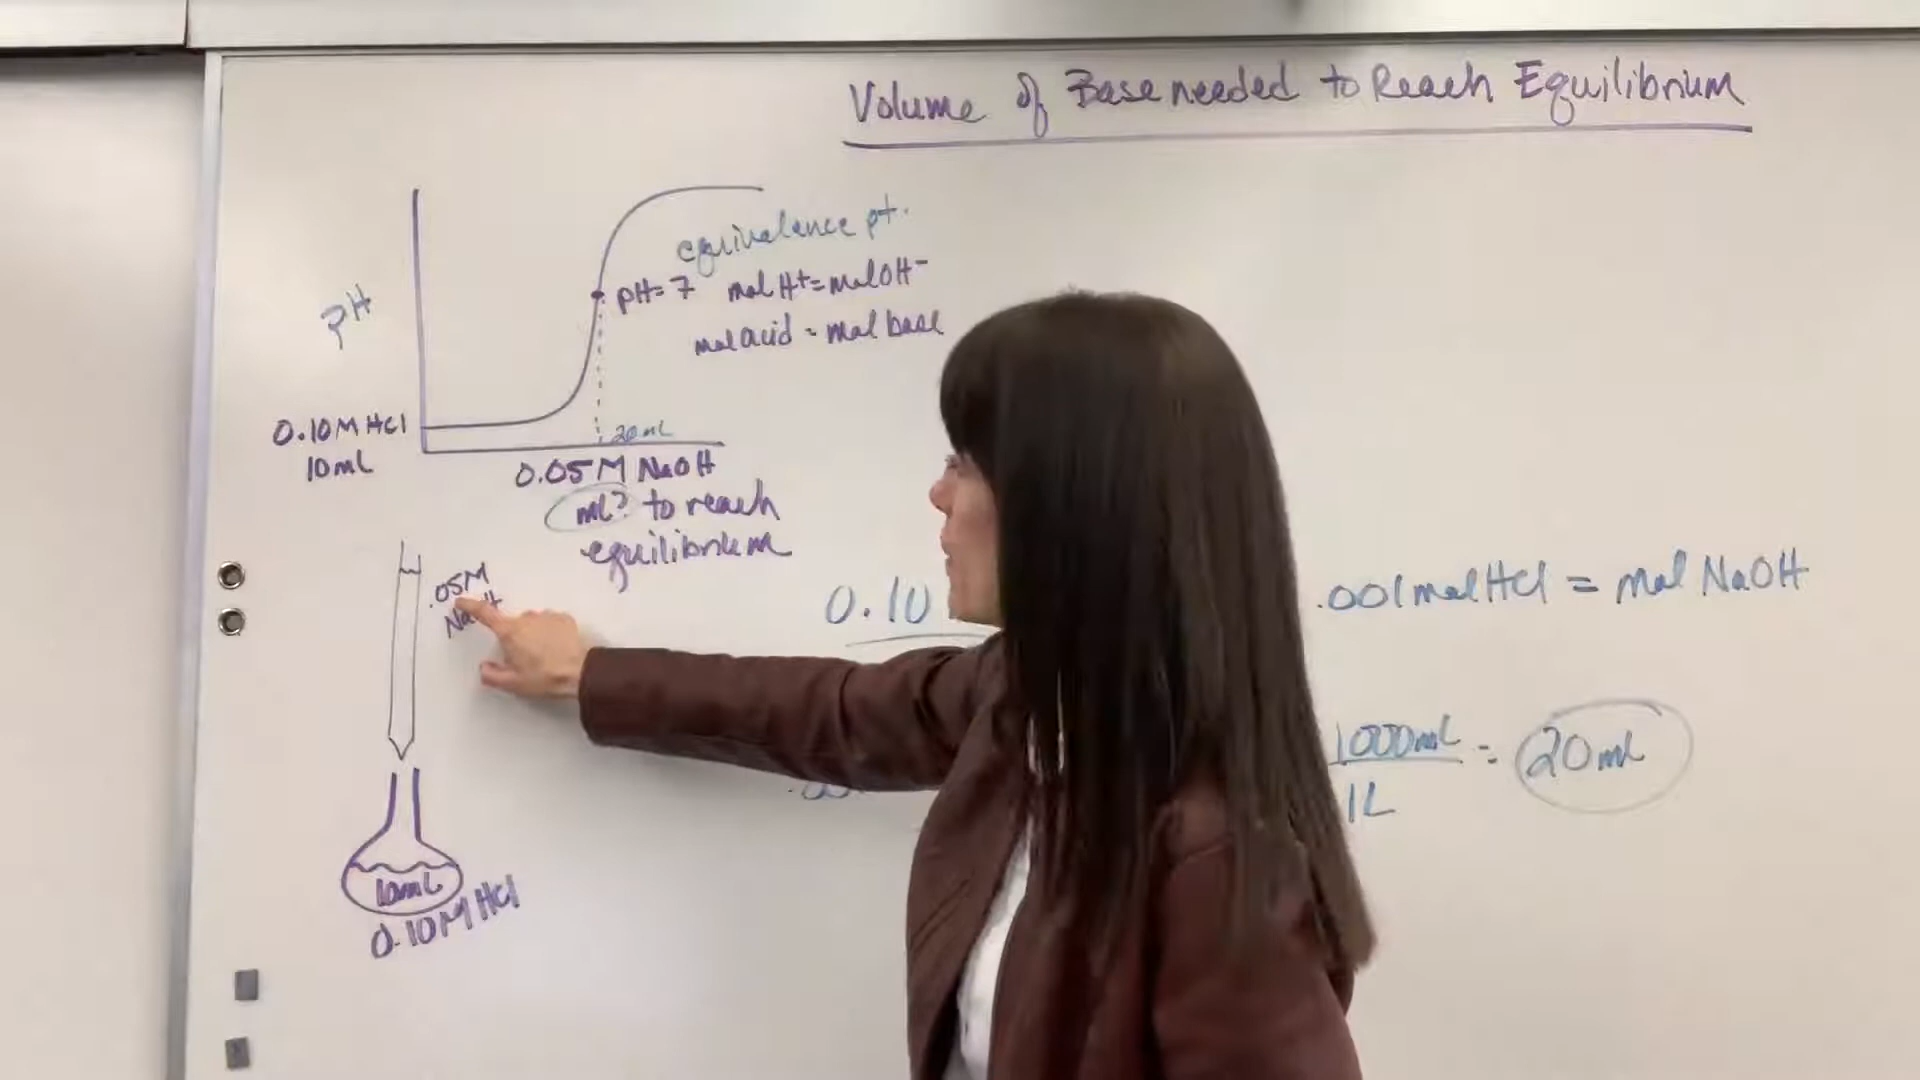 Volume of Base needed to Reach Equilibrium
equivalence pt.
pH= 7 mol H+= mol OH-
mol acid = mol base
pH
0.10M HCl
10mL
20mL
0.05M NaOH
mL? to reach
equilibrium
.05M
0.10
.001mol HCl = mol NaOH
1000mL = 20mL
1L
10mL
0.10M HCl